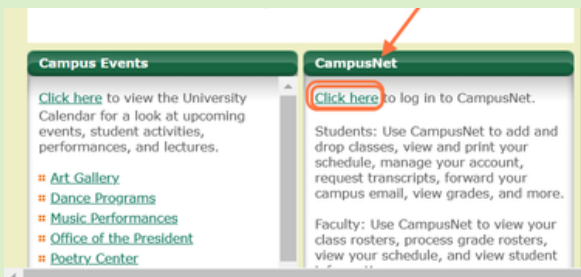 Campus Events
Click here to view the University
Calendar for a look at upcoming
events, student activities,
performances, and lectures.
Art Gallery
Dance Programs
Music Performances
Office of the President
Poetry Center
CampusNet
Click here to log in to CampusNet.
Students: Use CampusNet to add and
drop classes, view and print your
schedule, manage your account,
request transcripts, forward your
campus email, view grades, and more.
Faculty: Use CampusNet to view your
class rosters, process grade rosters,
view your schedule, and view student